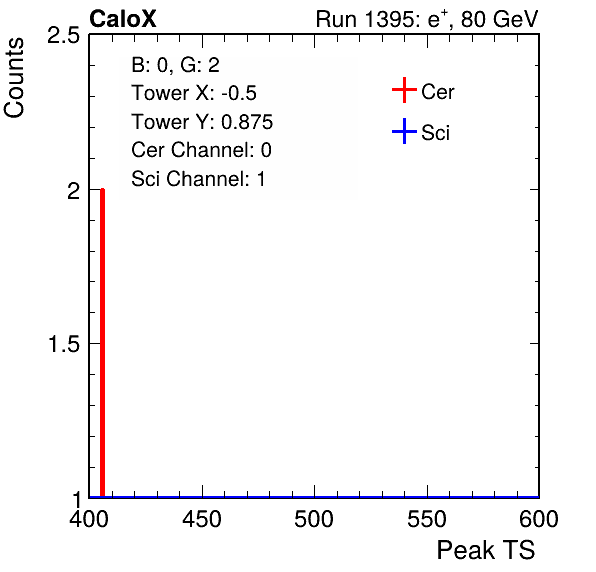 CaloX Run 1395: e+, 80 GeV
Counts
2.5
B: 0, G: 2
Tower X: -0.5
Tower Y: 0.875
Cer Channel: 0
Sci Channel: 1
Cer
Sci
2
1.5
1
400 450 500 550 600
Peak TS